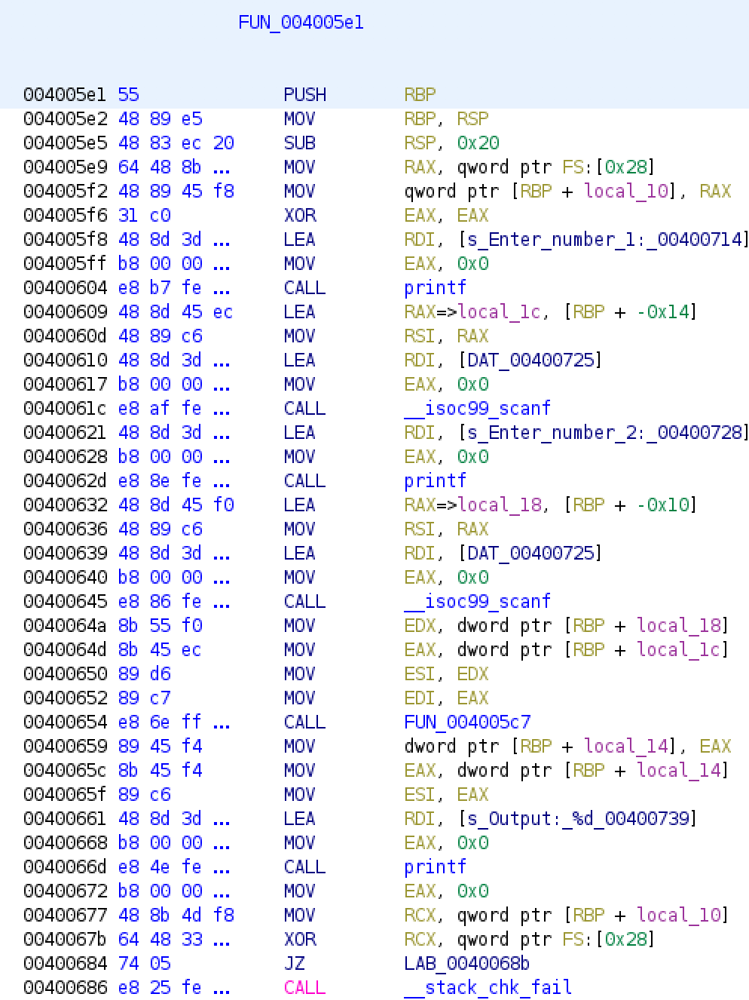 FUN_004005e1
004005e1 55 PUSH RBP
004005e2 48 89 e5 MOV RBP, RSP
004005e5 48 83 ec 20 SUB RSP, 0x20
004005e9 64 48 8b ... MOV RAX, qword ptr FS:[0x28]
004005f2 48 89 45 f8 MOV qword ptr [RBP + local_10], RAX
004005f6 31 c0 XOR EAX, EAX
004005f8 48 8d 3d ... LEA RDI, [s_Enter_number_1:_00400714]
004005ff b8 00 00 ... MOV EAX, 0x0
00400604 e8 b7 fe ... CALL printf
00400609 48 8d 45 ec LEA RAX=>local_1c, [RBP + -0x14]
0040060d 48 89 c6 MOV RSI, RAX
00400610 48 8d 3d ... LEA RDI, [DAT_00400725]
00400617 b8 00 00 ... MOV EAX, 0x0
0040061c e8 af fe ... CALL __isoc99_scanf
00400621 48 8d 3d ... LEA RDI, [s_Enter_number_2:_00400728]
00400628 b8 00 00 ... MOV EAX, 0x0
0040062d e8 8e fe ... CALL printf
00400632 48 8d 45 f0 LEA RAX=>local_18, [RBP + -0x10]
00400636 48 89 c6 MOV RSI, RAX
00400639 48 8d 3d ... LEA RDI, [DAT_00400725]
00400640 b8 00 00 ... MOV EAX, 0x0
00400645 e8 86 fe ... CALL __isoc99_scanf
0040064a 8b 55 f0 MOV EDX, dword ptr [RBP + local_18]
0040064d 8b 45 ec MOV EAX, dword ptr [RBP + local_1c]
00400650 89 d6 MOV ESI, EDX
00400652 89 c7 MOV EDI, EAX
00400654 e8 6e ff ... CALL FUN_004005c7
00400659 89 45 f4 MOV dword ptr [RBP + local_14], EAX
0040065c 8b 45 f4 MOV EAX, dword ptr [RBP + local_14]
0040065f 89 c6 MOV ESI, EAX
00400661 48 8d 3d ... LEA RDI, [s_Output:_%d_00400739]
00400668 b8 00 00 ... MOV EAX, 0x0
0040066d e8 4e fe ... CALL printf
00400672 b8 00 00 ... MOV EAX, 0x0
00400677 48 8b 4d f8 MOV RCX, qword ptr [RBP + local_10]
0040067b 64 48 33 ... XOR RCX, qword ptr FS:[0x28]
00400684 74 05 JZ LAB_0040068b
00400686 e8 25 fe ... CALL __stack_chk_fail